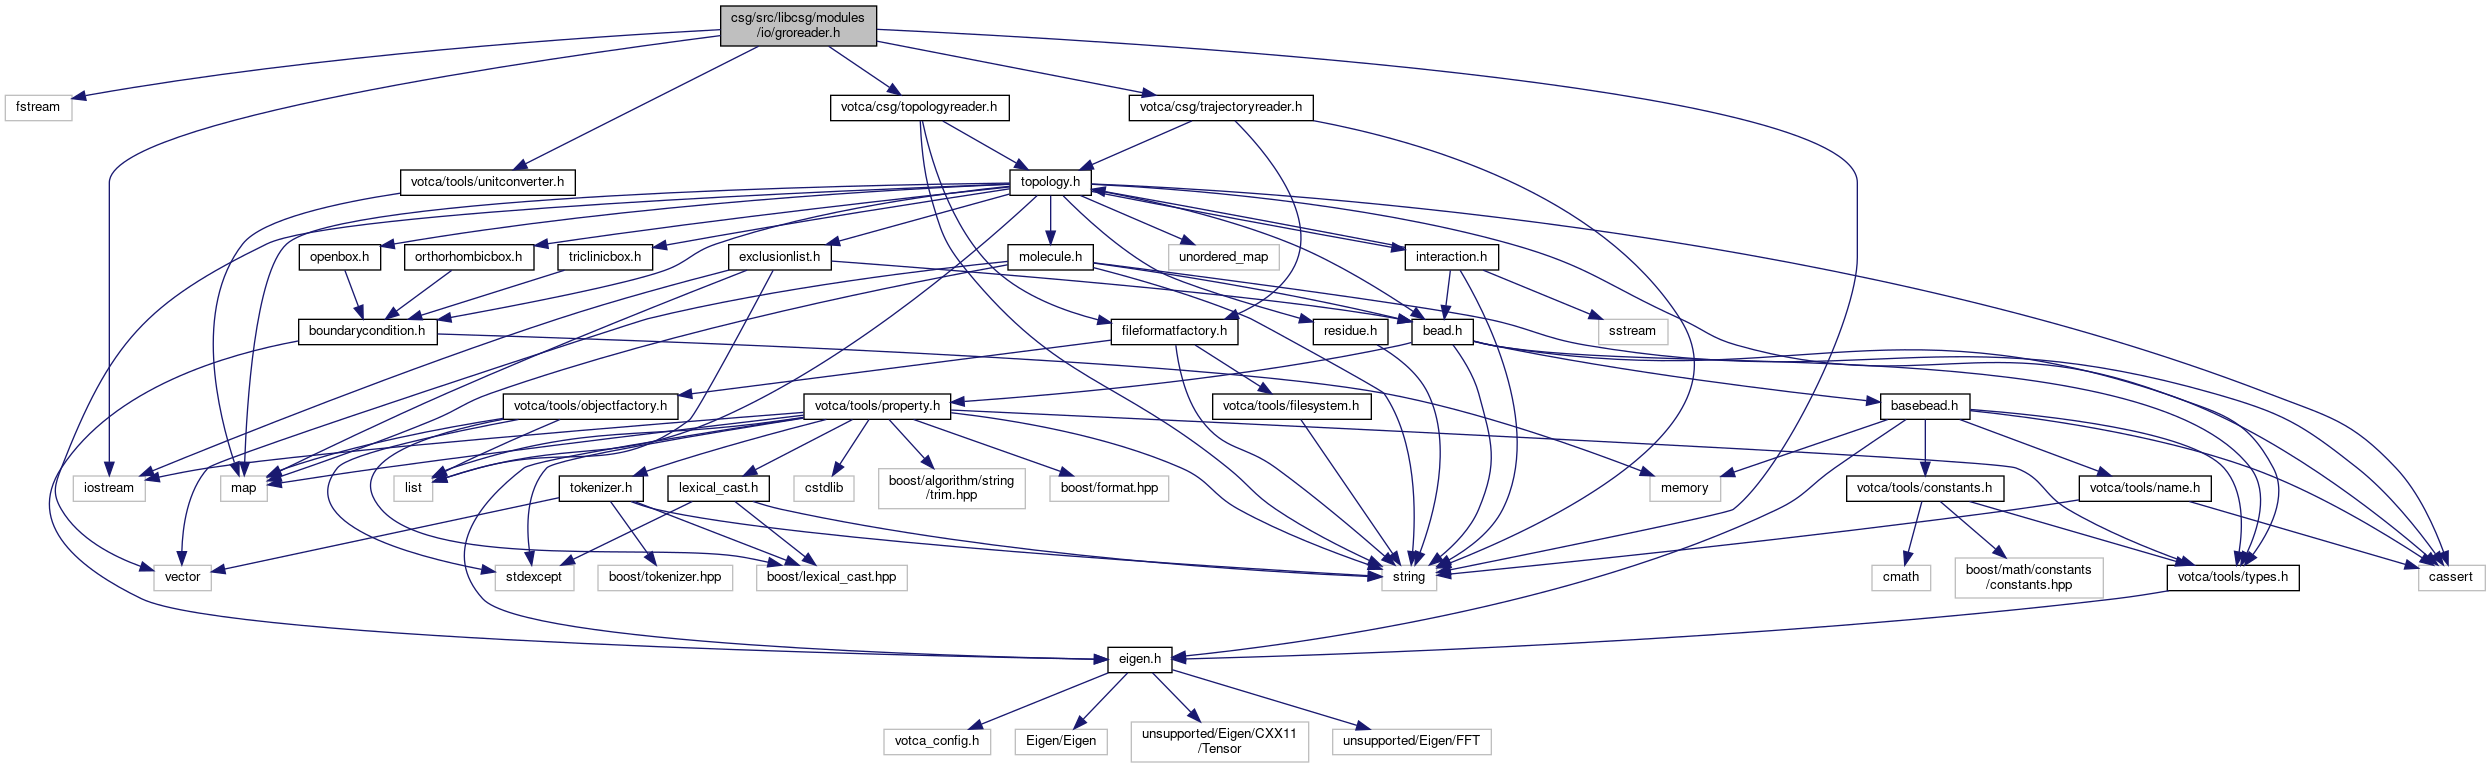 csg/src/libcsg/modules
/io/groreader.h
fstream
votca/csg/topologyreader.h
votca/csg/trajectoryreader.h
votca/tools/unitconverter.h
topology.h
openbox.h
orthorhombicbox.h
triclinicbox.h
exclusionlist.h
molecule.h
unordered_map
interaction.h
boundarycondition.h
fileformatfactory.h
residue.h
bead.h
sstream
votca/tools/objectfactory.h
votca/tools/property.h
votca/tools/filesystem.h
basebead.h
iostream
map
list
tokenizer.h
lexical_cast.h
cstdlib
boost/algorithm/string
/trim.hpp
boost/format.hpp
memory
votca/tools/constants.h
votca/tools/name.h
vector
stdexcept
boost/tokenizer.hpp
boost/lexical_cast.hpp
string
cmath
boost/math/constants
/constants.hpp
votca/tools/types.h
cassert
eigen.h
votca_config.h
Eigen/Eigen
unsupported/Eigen/CXX11
/Tensor
unsupported/Eigen/FFT